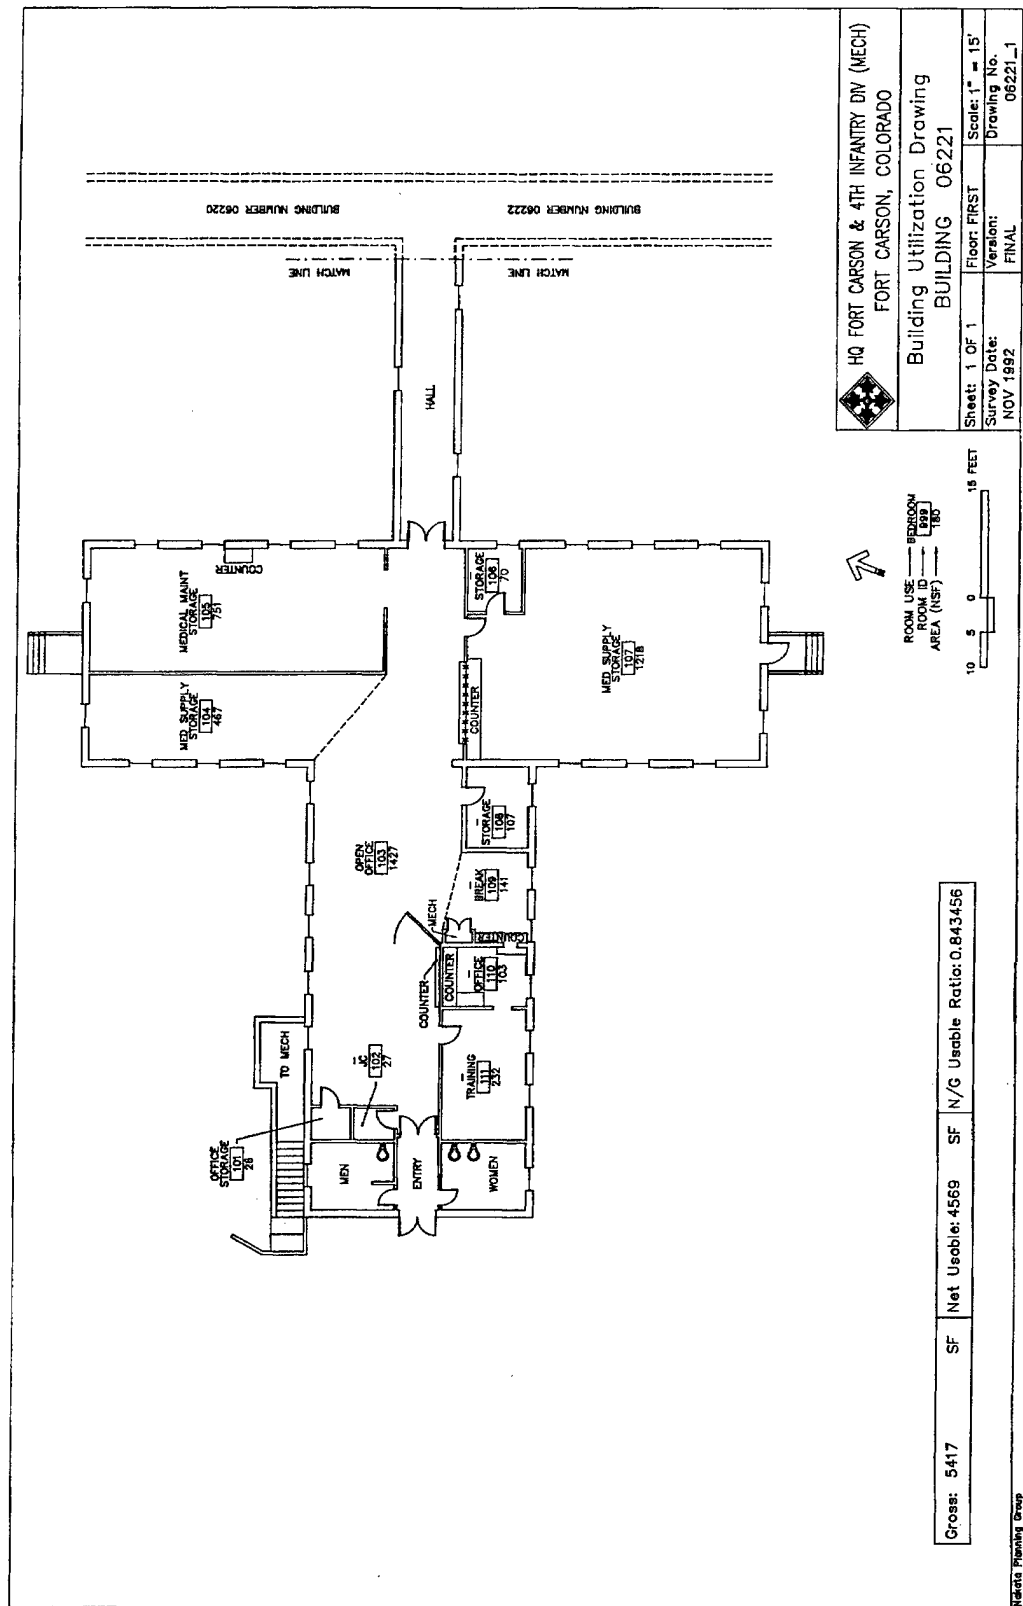 HQ FORT CARSON & 4TH INFANTRY DIV (MECH)
FORT CARSON, COLORADO
Building Utilization Drawing
BUILDING 06221
Sheet: 1 OF 1
Floor: FIRST
Scale: 1" = 15'
Survey Date:
NOV 1992
Version:
FINAL
Drawing No.
06221_1
BUILDING NUMBER 06220
BUILDING NUMBER 06222
MATCH LINE
MATCH LINE
HALL
COUNTER
MEDICAL MAINT
STORAGE
105
751
MED SUPPLY
STORAGE
104
467
STORAGE
106
70
MED SUPPLY
STORAGE
107
1218
COUNTER
STORAGE
108
107
OPEN
OFFICE
103
1427
BREAK
109
141
MECH
COUNTER
COUNTER
COUNTER
OFFICE
110
103
TO MECH
JC
102
27
TRAINING
111
232
OFFICE
STORAGE
101
26
MEN
ENTRY
WOMEN
ROOM USE
BEDROOM
ROOM ID
999
AREA (NSF)
180
10 5 0 15 FEET
Gross: 5417 SF
Net Usable: 4569 SF
N/G Usable Ratio: 0.843456
Nakata Planning Group